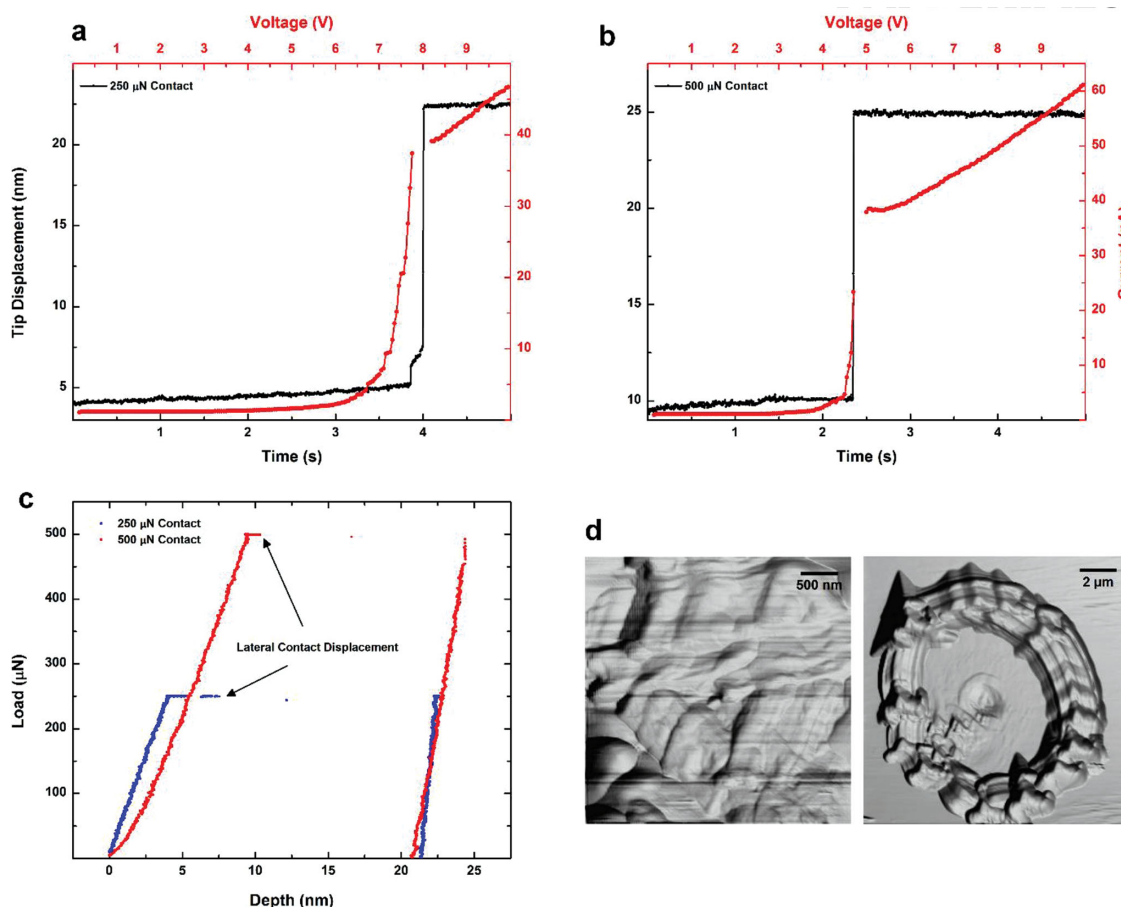 a
Voltage (V)
1 2 3 4 5 6 7 8 9
250 μN Contact
Tip Displacement (nm)
20
15
10
5
40
30
20
10
1 2 3 4
Time (s)
b
Voltage (V)
1 2 3 4 5 6 7 8 9
500 μN Contact
25
20
15
10
60
50
40
30
20
10
0
1 2 3 4
Time (s)
c
250 μN Contact
500 μN Contact
Lateral Contact Displacement
Load (μN)
500
400
300
200
100
0 5 10 15 20 25
Depth (nm)
d
500 nm
2 μm